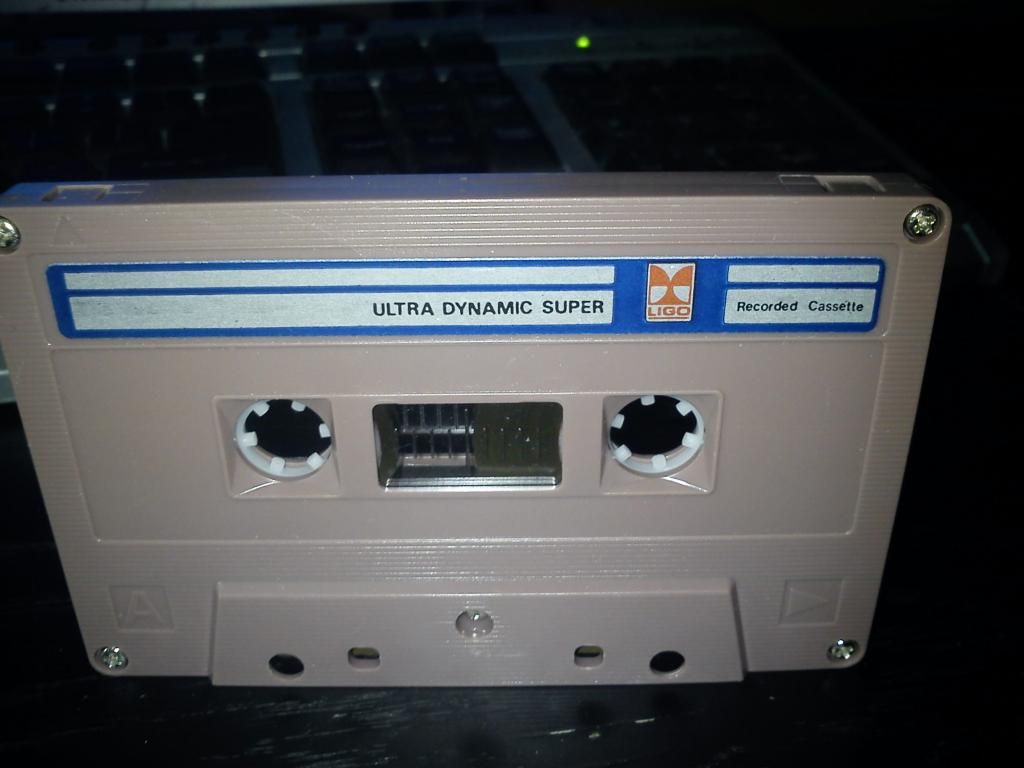 ULTRA DYNAMIC SUPER
LIGO
Recorded Cassette
A